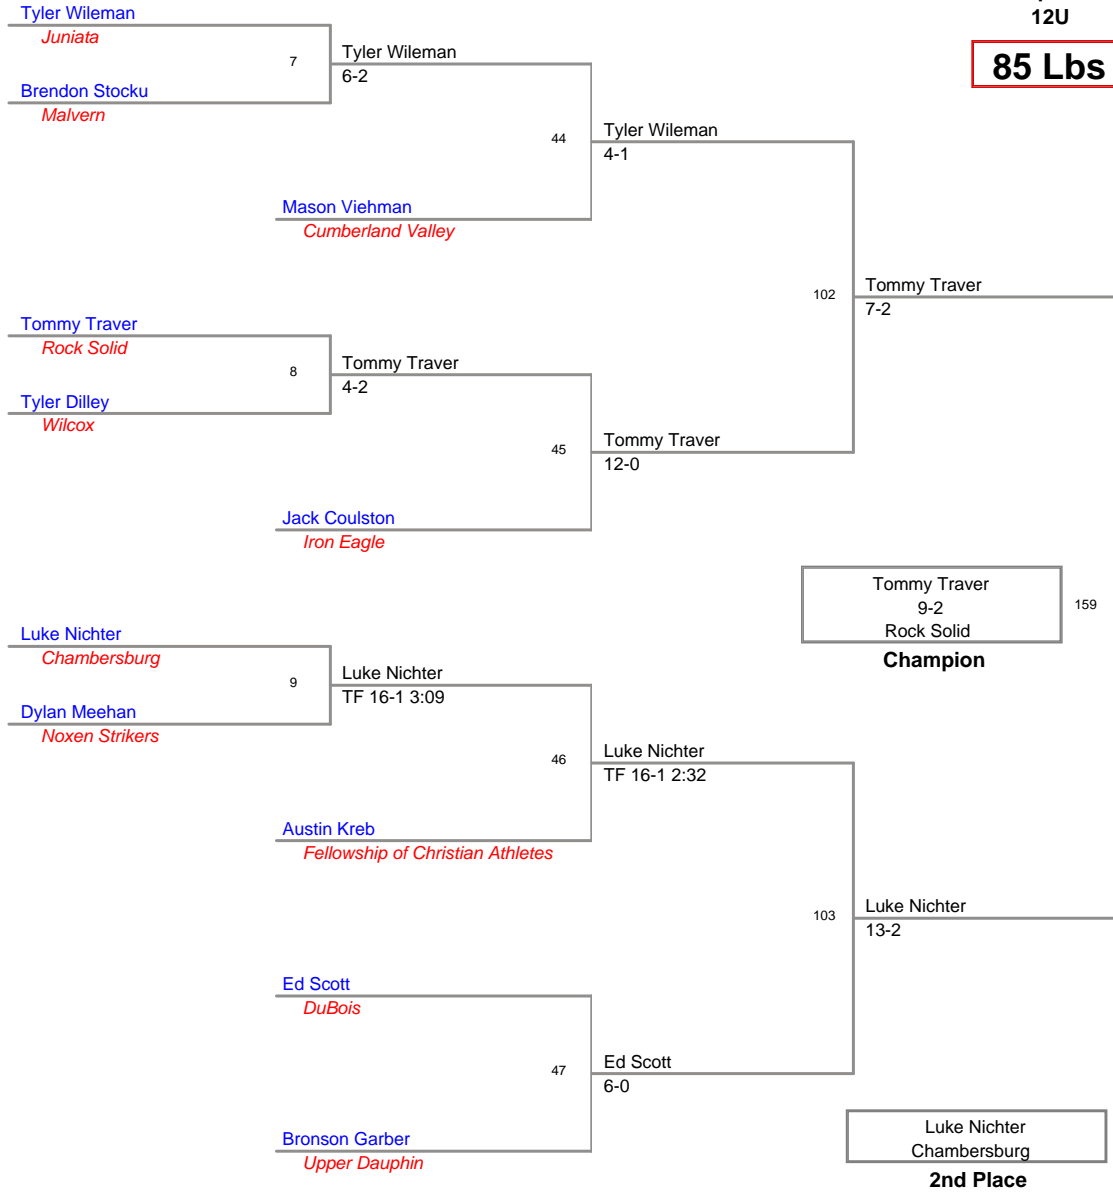 12U
85 Lbs
Tyler Wileman
Juniata
7
Tyler Wileman
6-2
Brendon Stocku
Malvern
44
Tyler Wileman
4-1
Mason Viehman
Cumberland Valley
102
Tommy Traver
7-2
Tommy Traver
Rock Solid
8
Tommy Traver
4-2
Tyler Dilley
Wilcox
45
Tommy Traver
12-0
Jack Coulston
Iron Eagle
Tommy Traver
9-2
Rock Solid
159
Champion
Luke Nichter
Chambersburg
9
Luke Nichter
TF 16-1 3:09
Dylan Meehan
Noxen Strikers
46
Luke Nichter
TF 16-1 2:32
Austin Kreb
Fellowship of Christian Athletes
103
Luke Nichter
13-2
Ed Scott
DuBois
47
Ed Scott
6-0
Bronson Garber
Upper Dauphin
Luke Nichter
Chambersburg
2nd Place